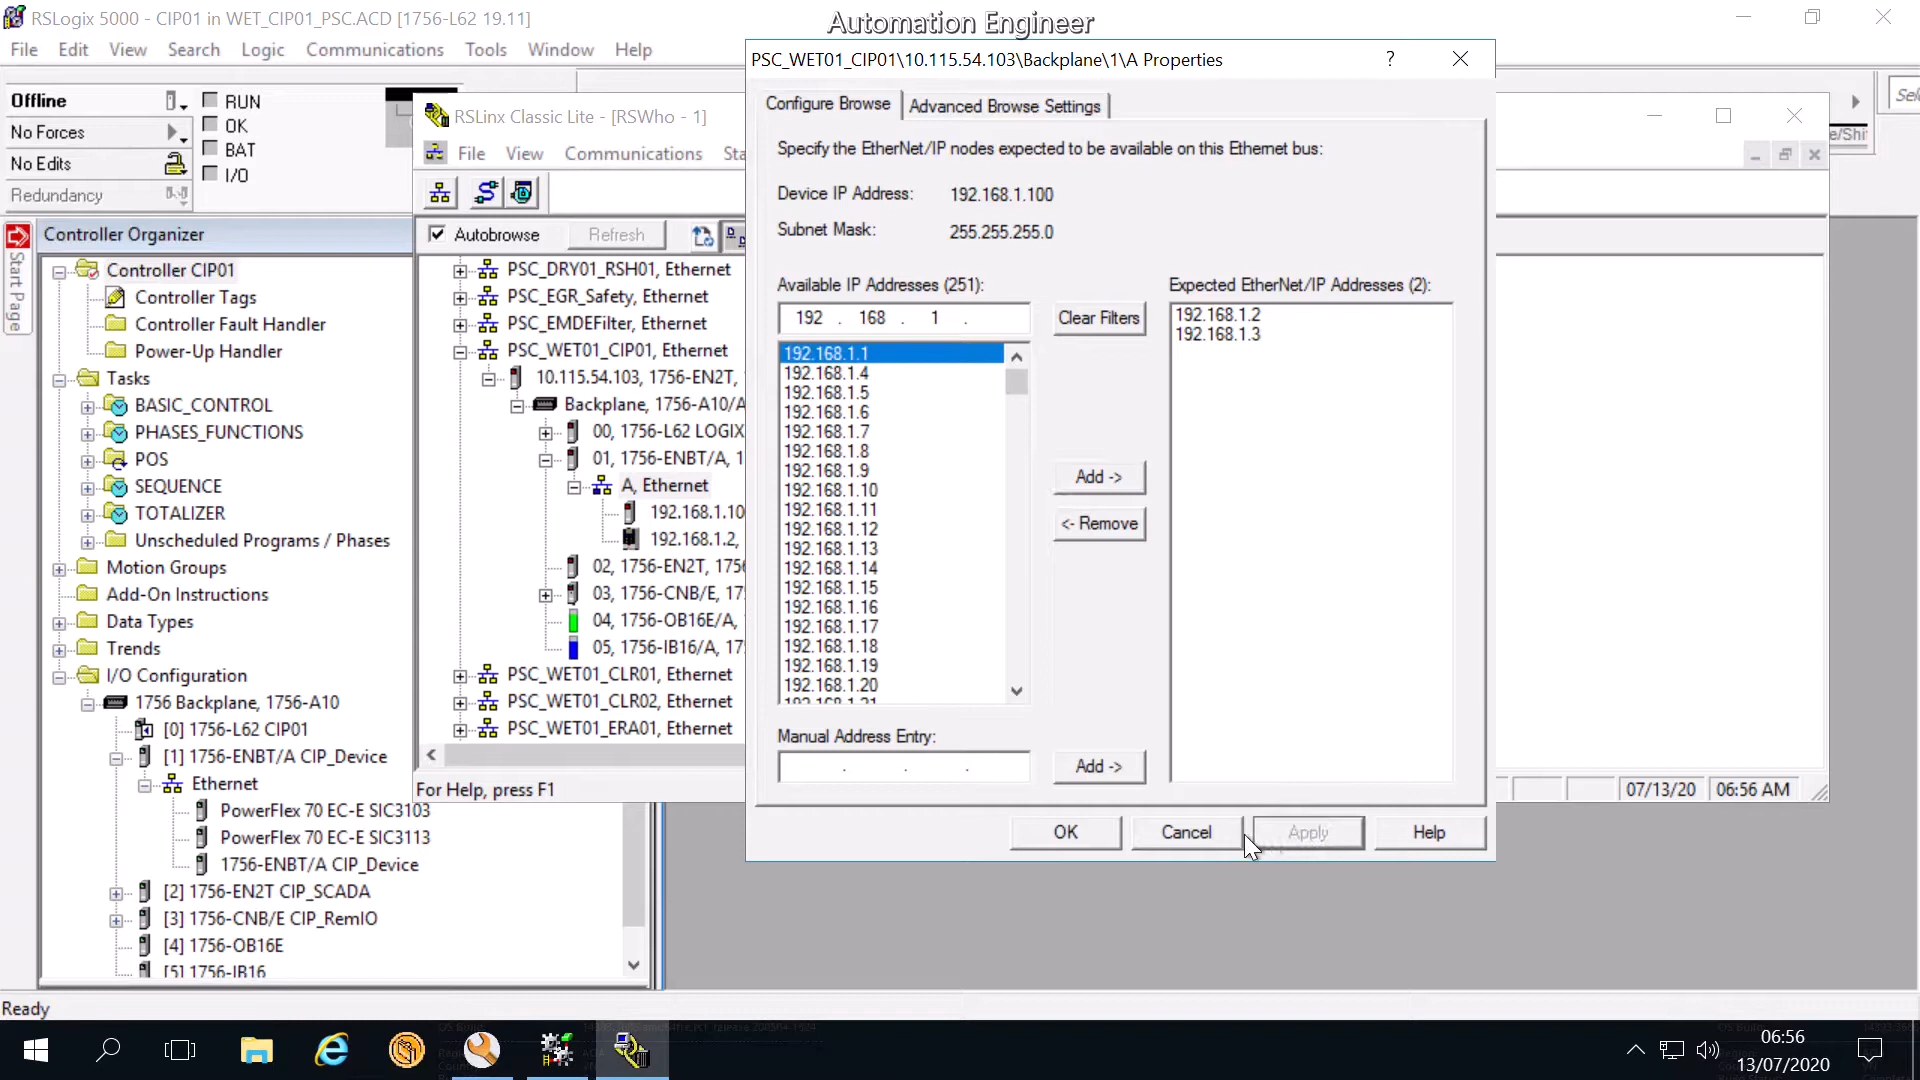 RSLogix 5000 - CIP01 in WET_CIP01_PSC.ACD [1756-L62 19.11]
Automation Engineer
File Edit View Search Logic Communications Tools Window Help
Offline
No Forces
No Edits
Redundancy
RUN
OK
BAT
I/O
Start Page
Controller Organizer
Controller CIP01
Controller Tags
Controller Fault Handler
Power-Up Handler
Tasks
BASIC_CONTROL
PHASES_FUNCTIONS
POS
SEQUENCE
TOTALIZER
Unscheduled Programs / Phases
Motion Groups
Add-On Instructions
Data Types
Trends
I/O Configuration
1756 Backplane, 1756-A10
[0] 1756-L62 CIP01
[1] 1756-ENBT/A CIP_Device
Ethernet
PowerFlex 70 EC-E SIC3103
PowerFlex 70 EC-E SIC3113
1756-ENBT/A CIP_Device
[2] 1756-EN2T CIP_SCADA
[3] 1756-CNB/E CIP_RemIO
[4] 1756-OB16E
[5] 1756-IB16
Ready
RSLinx Classic Lite - [RSWho - 1]
File View Communications Sta
Autobrowse Refresh
PSC_DRY01_RSH01, Ethernet
PSC_EGR_Safety, Ethernet
PSC_EMDEFilter, Ethernet
PSC_WET01_CIP01, Ethernet
10.115.54.103, 1756-EN2T,
Backplane, 1756-A10/A
00, 1756-L62 LOGIX
01, 1756-ENBT/A, 1
A, Ethernet
192.168.1.10
192.168.1.2,
02, 1756-EN2T, 1756
03, 1756-CNB/E, 17
04, 1756-OB16E/A,
05, 1756-IB16/A, 17
PSC_WET01_CLR01, Ethernet
PSC_WET01_CLR02, Ethernet
PSC_WET01_ERA01, Ethernet
For Help, press F1
07/13/20 06:56 AM
PSC_WET01_CIP01\10.115.54.103\Backplane\1\A Properties
?
Configure Browse Advanced Browse Settings
Specify the EtherNet/IP nodes expected to be available on this Ethernet bus:
Device IP Address: 192.168.1.100
Subnet Mask: 255.255.255.0
Available IP Addresses (251):
192 . 168 . 1 .
Clear Filters
192.168.1.1
192.168.1.4
192.168.1.5
192.168.1.6
192.168.1.7
192.168.1.8
192.168.1.9
192.168.1.10
192.168.1.11
192.168.1.12
192.168.1.13
192.168.1.14
192.168.1.15
192.168.1.16
192.168.1.17
192.168.1.18
192.168.1.19
192.168.1.20
192.168.1.21
Add ->
<- Remove
Expected EtherNet/IP Addresses (2):
192.168.1.2
192.168.1.3
Manual Address Entry:
. . .
Add ->
OK Cancel Apply Help
Sel
e/Shi
06:56
13/07/2020